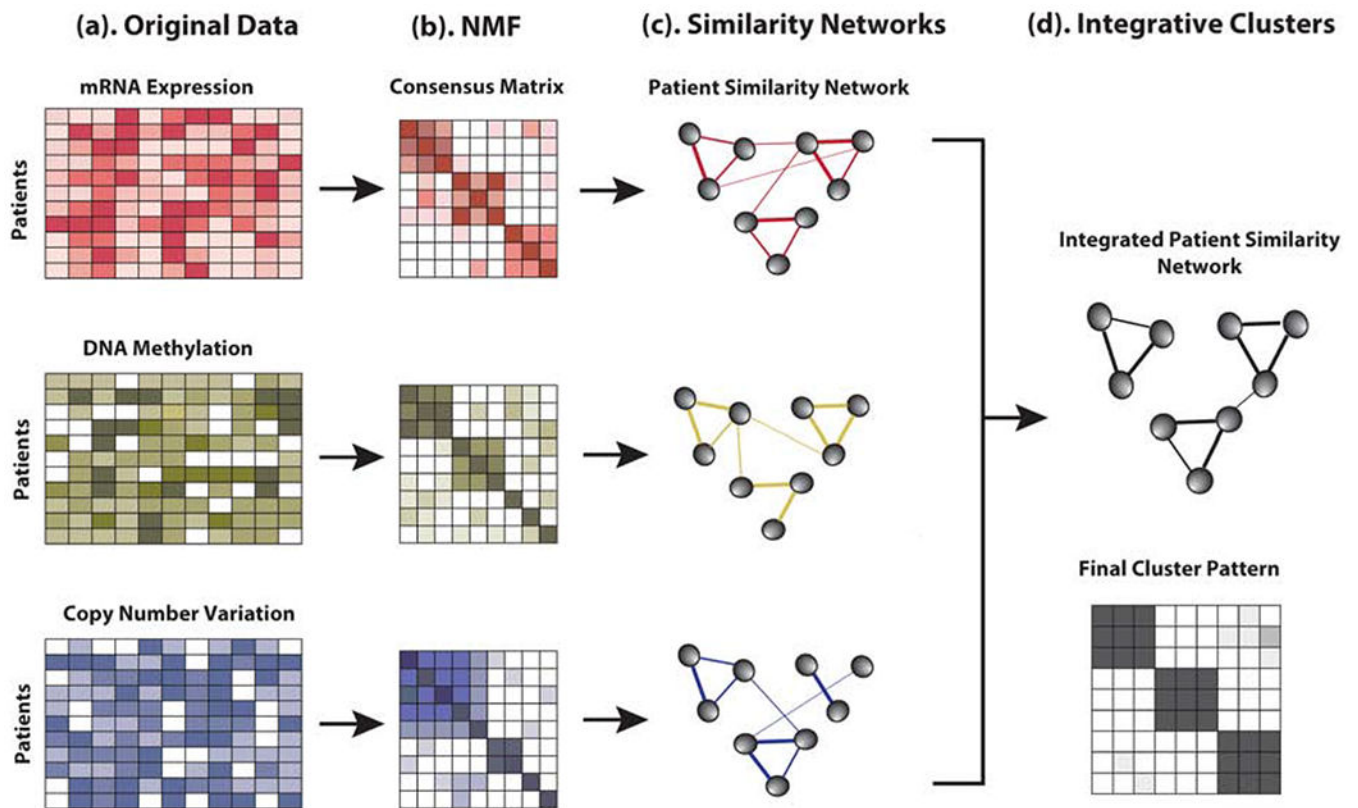 (a). Original Data
(b). NMF
(c). Similarity Networks
(d). Integrative Clusters
mRNA Expression
Consensus Matrix
Patient Similarity Network
Patients
Integrated Patient Similarity
Network
DNA Methylation
Patients
Final Cluster Pattern
Copy Number Variation
Patients